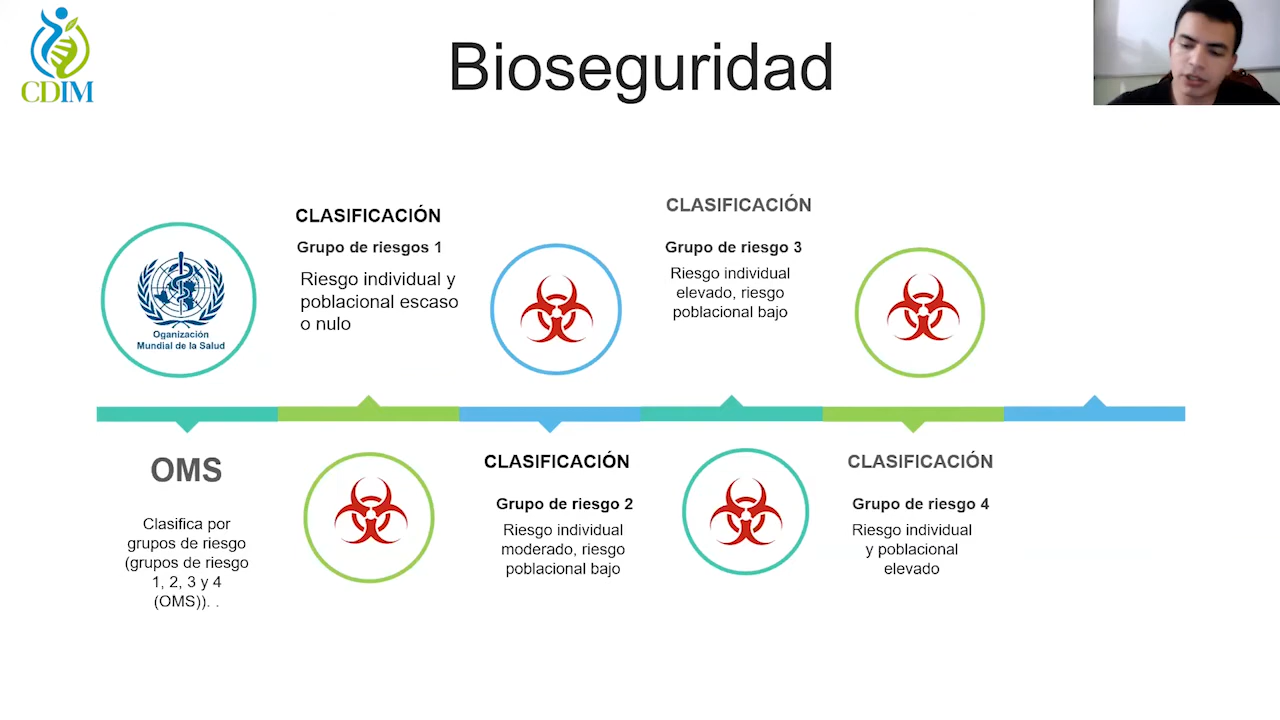 CDIM
Bioseguridad
Oganización
Mundial de la Salud
OMS
Clasifica por
grupos de riesgo
(grupos de riesgo
1, 2, 3 y 4
(OMS)). .
CLASIFICACIÓN
Grupo de riesgos 1
Riesgo individual y
poblacional escaso
o nulo
CLASIFICACIÓN
Grupo de riesgo 2
Riesgo individual
moderado, riesgo
poblacional bajo
CLASIFICACIÓN
Grupo de riesgo 3
Riesgo individual
elevado, riesgo
poblacional bajo
CLASIFICACIÓN
Grupo de riesgo 4
Riesgo individual
y poblacional
elevado